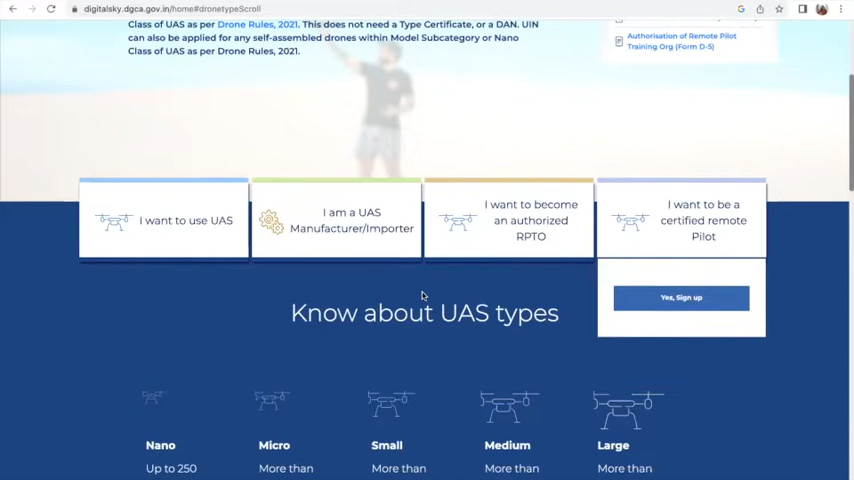 digitalsky.dgca.gov.in/home#dronetypeScroll
Class of UAS as per Drone Rules, 2021. This does not need a Type Certificate, or a DAN. UIN
can also be applied for any self-assembled drones within Model Subcategory or Nano
Class of UAS as per Drone Rules, 2021.
Authorisation of Remote Pilot
Training Org (Form D-5)
I want to use UAS
I am a UAS
Manufacturer/Importer
I want to become
an authorized
RPTO
I want to be a
certified remote
Pilot
Yes, Sign up
Know about UAS types
Nano
Micro
Small
Medium
Large
Up to 250
More than
More than
More than
More than